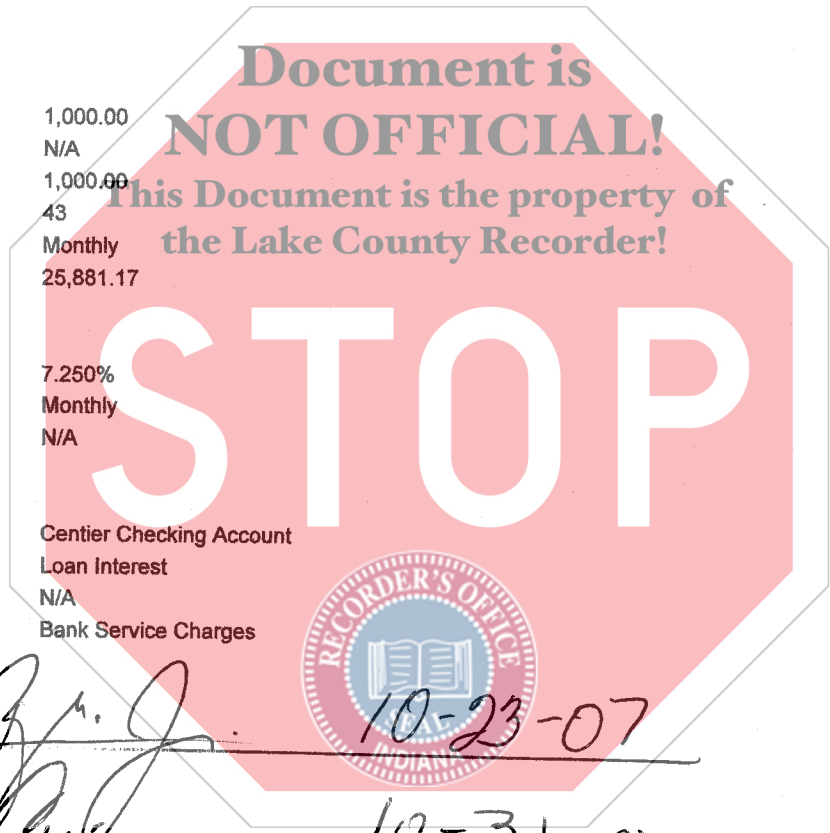 Document is
NOT OFFICIAL!
This Document is the property of
the Lake County Recorder!
1,000.00
N/A
1,000.00
43
Monthly
25,881.17
STOP
7.250%
Monthly
N/A
Centier Checking Account
Loan Interest
N/A
Bank Service Charges
RECORDER'S OFFICE
SEAL
INDIANA
10-23-07